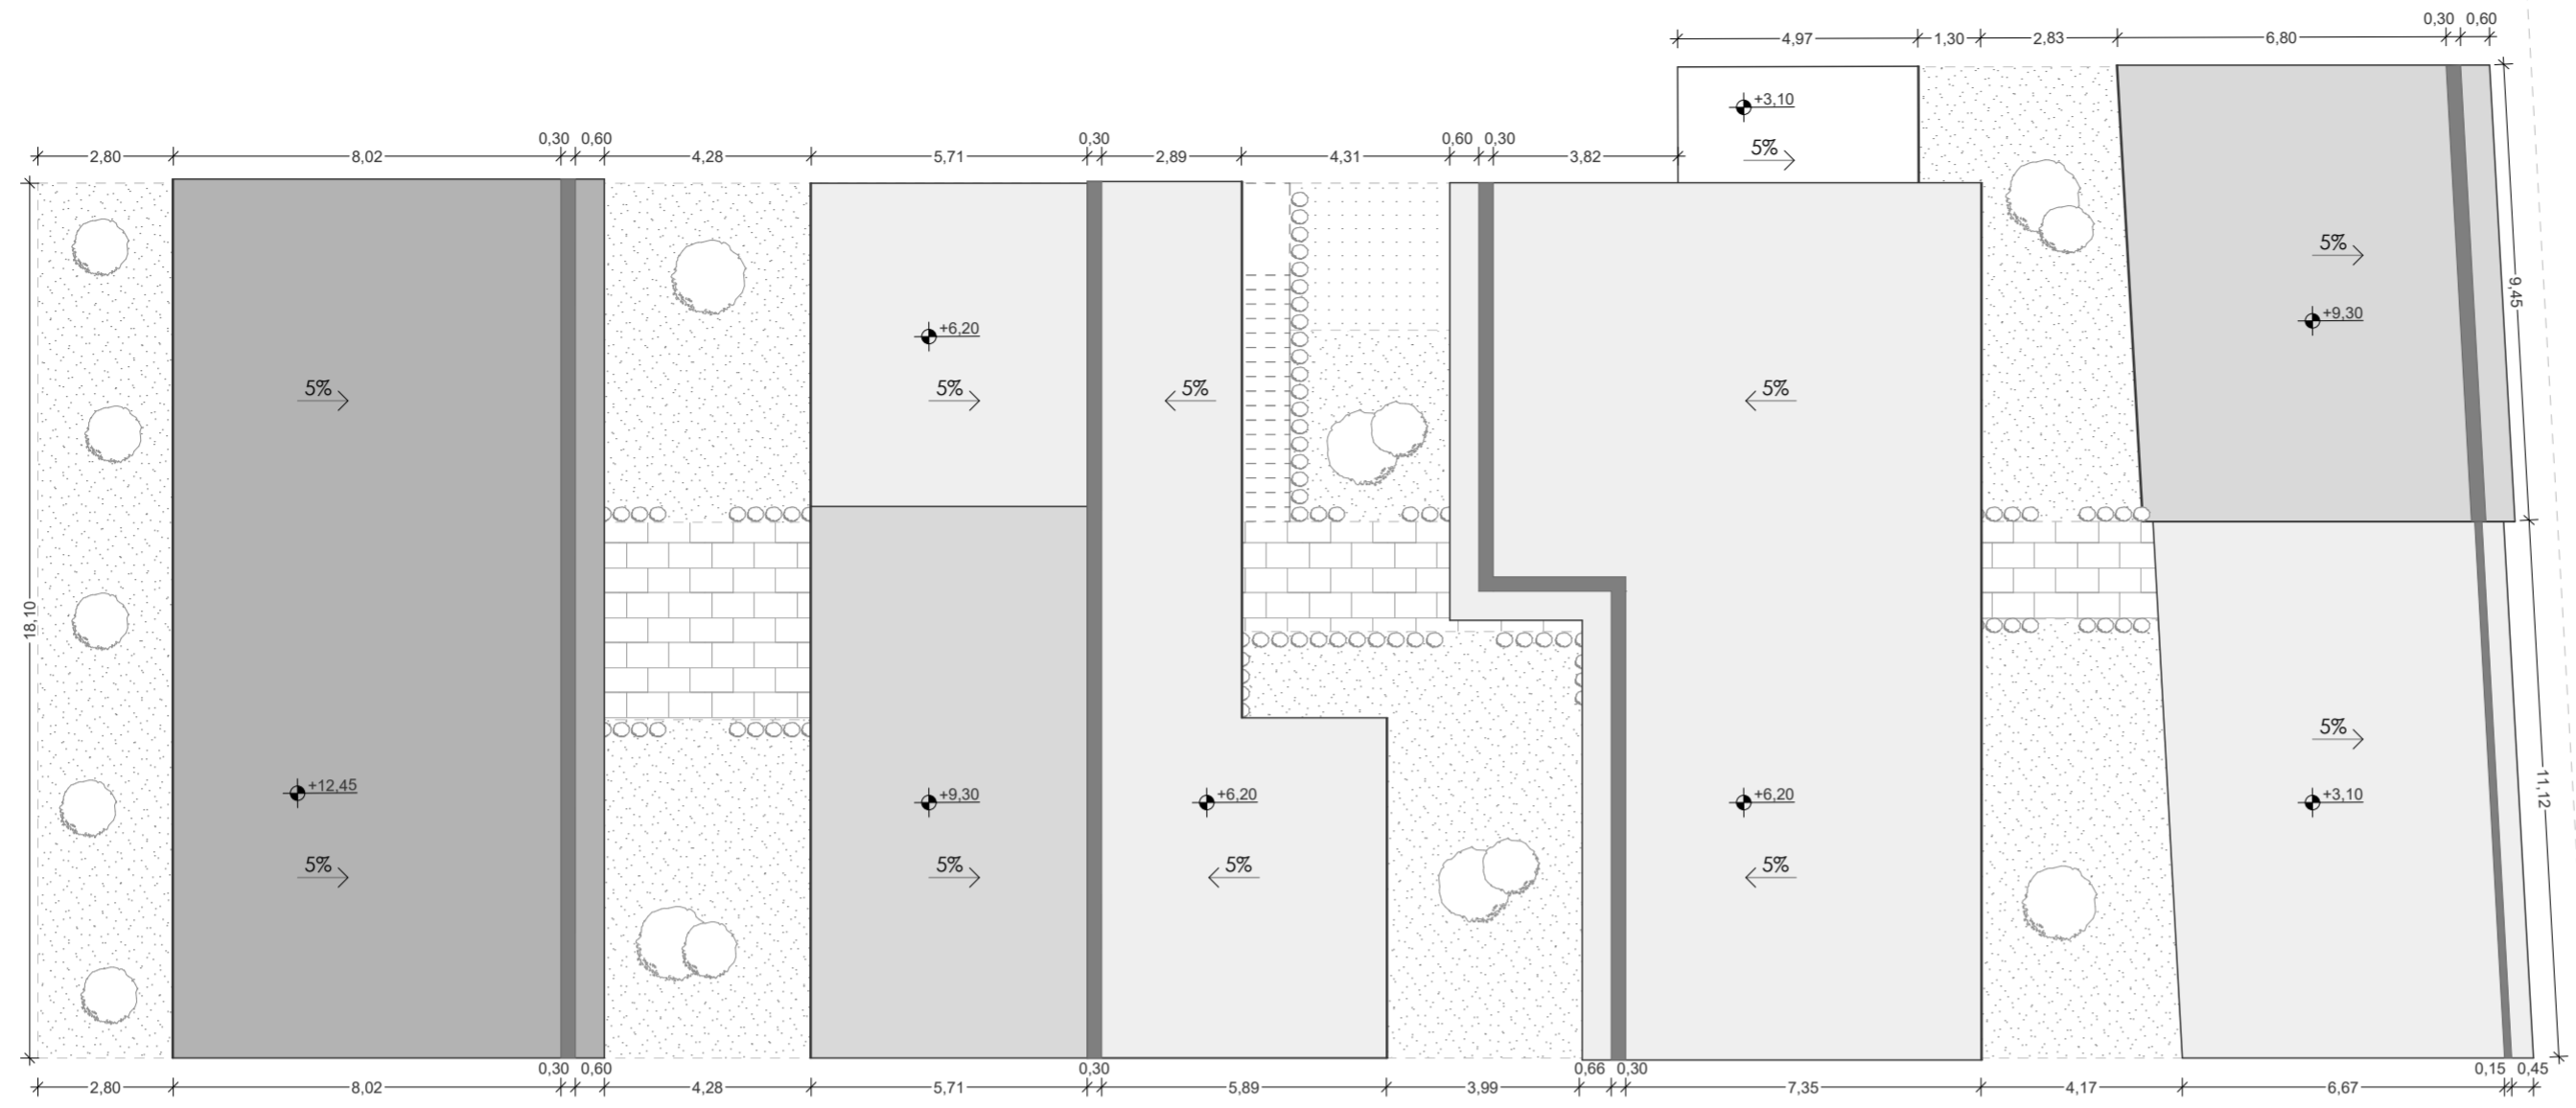 0,30 0,60
4,97 1,30 2,83 6,80
+3,10
5%
0,30 0,60 0,30 0,60 0,30
2,80 8,02 4,28 5,71 2,89 4,31 3,82
5%
9,45
+9,30
+6,20
5% 5% 5% 5%
18,10
5%
+12,45 +9,30 +6,20 +6,20 +3,10
11,12
5% 5% 5% 5%
0,30 0,60 0,30 0,66 0,30 0,15 0,45
2,80 8,02 4,28 5,71 5,89 3,99 7,35 4,17 6,67